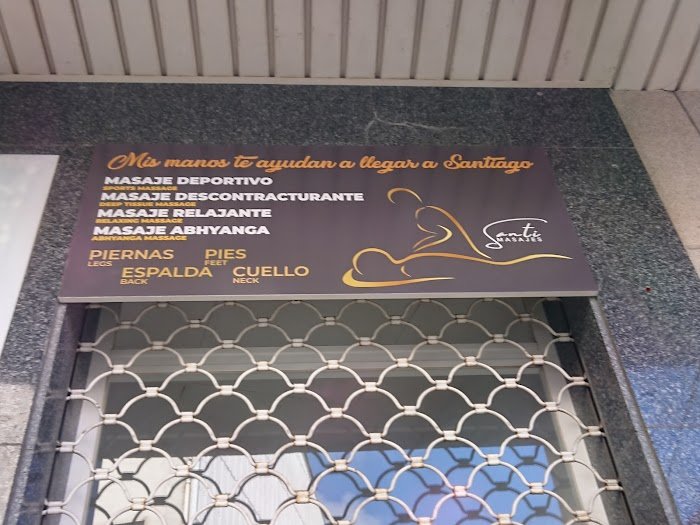 Mis manos te ayudan a llegar a Santiago
MASAJE DEPORTIVO
SPORTS MASSAGE
MASAJE DESCONTRACTURANTE
DEEP TISSUE MASSAGE
MASAJE RELAJANTE
RELAXING MASSAGE
MASAJE ABHYANGA
ABHYANGA MASSAGE
PIERNAS PIES
LEGS FEET
ESPALDA CUELLO
BACK NECK
Santi
MASAJES